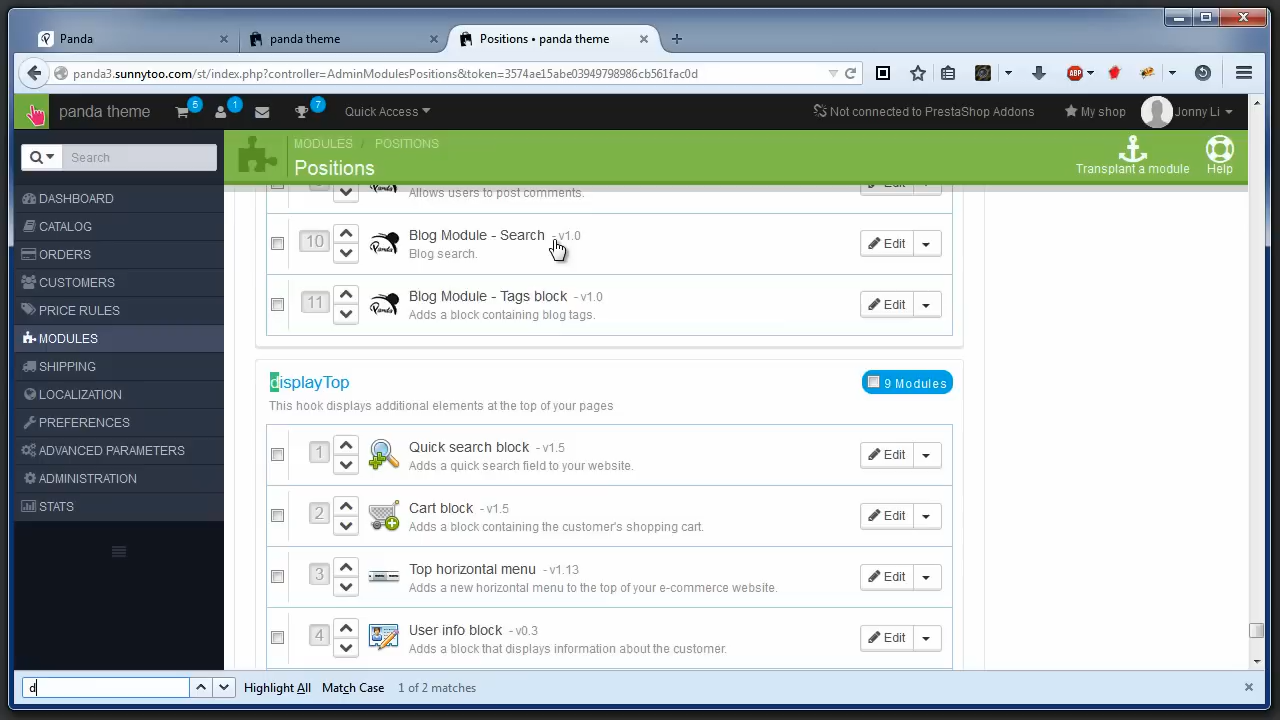 Panda
panda theme
Positions • panda theme
panda3.sunnytoo.com/st/index.php?controller=AdminModulesPositions&token=3574ae15abe03949798986cb561fac0d
ABP
panda theme
5
1
7
Quick Access
Not connected to PrestaShop Addons
My shop
Jonny Li
Search
MODULES / POSITIONS
Positions
Transplant a module
Help
DASHBOARD
CATALOG
ORDERS
CUSTOMERS
PRICE RULES
MODULES
SHIPPING
LOCALIZATION
PREFERENCES
ADVANCED PARAMETERS
ADMINISTRATION
STATS
Allows users to post comments.
Edit
10
Blog Module - Search - v1.0
Blog search.
Edit
11
Blog Module - Tags block - v1.0
Adds a block containing blog tags.
Edit
displayTop
9 Modules
This hook displays additional elements at the top of your pages
1
Quick search block - v1.5
Adds a quick search field to your website.
Edit
2
Cart block - v1.5
Adds a block containing the customer's shopping cart.
Edit
3
Top horizontal menu - v1.13
Adds a new horizontal menu to the top of your e-commerce website.
Edit
4
User info block - v0.3
Adds a block that displays information about the customer.
Edit
d
Highlight All
Match Case
1 of 2 matches